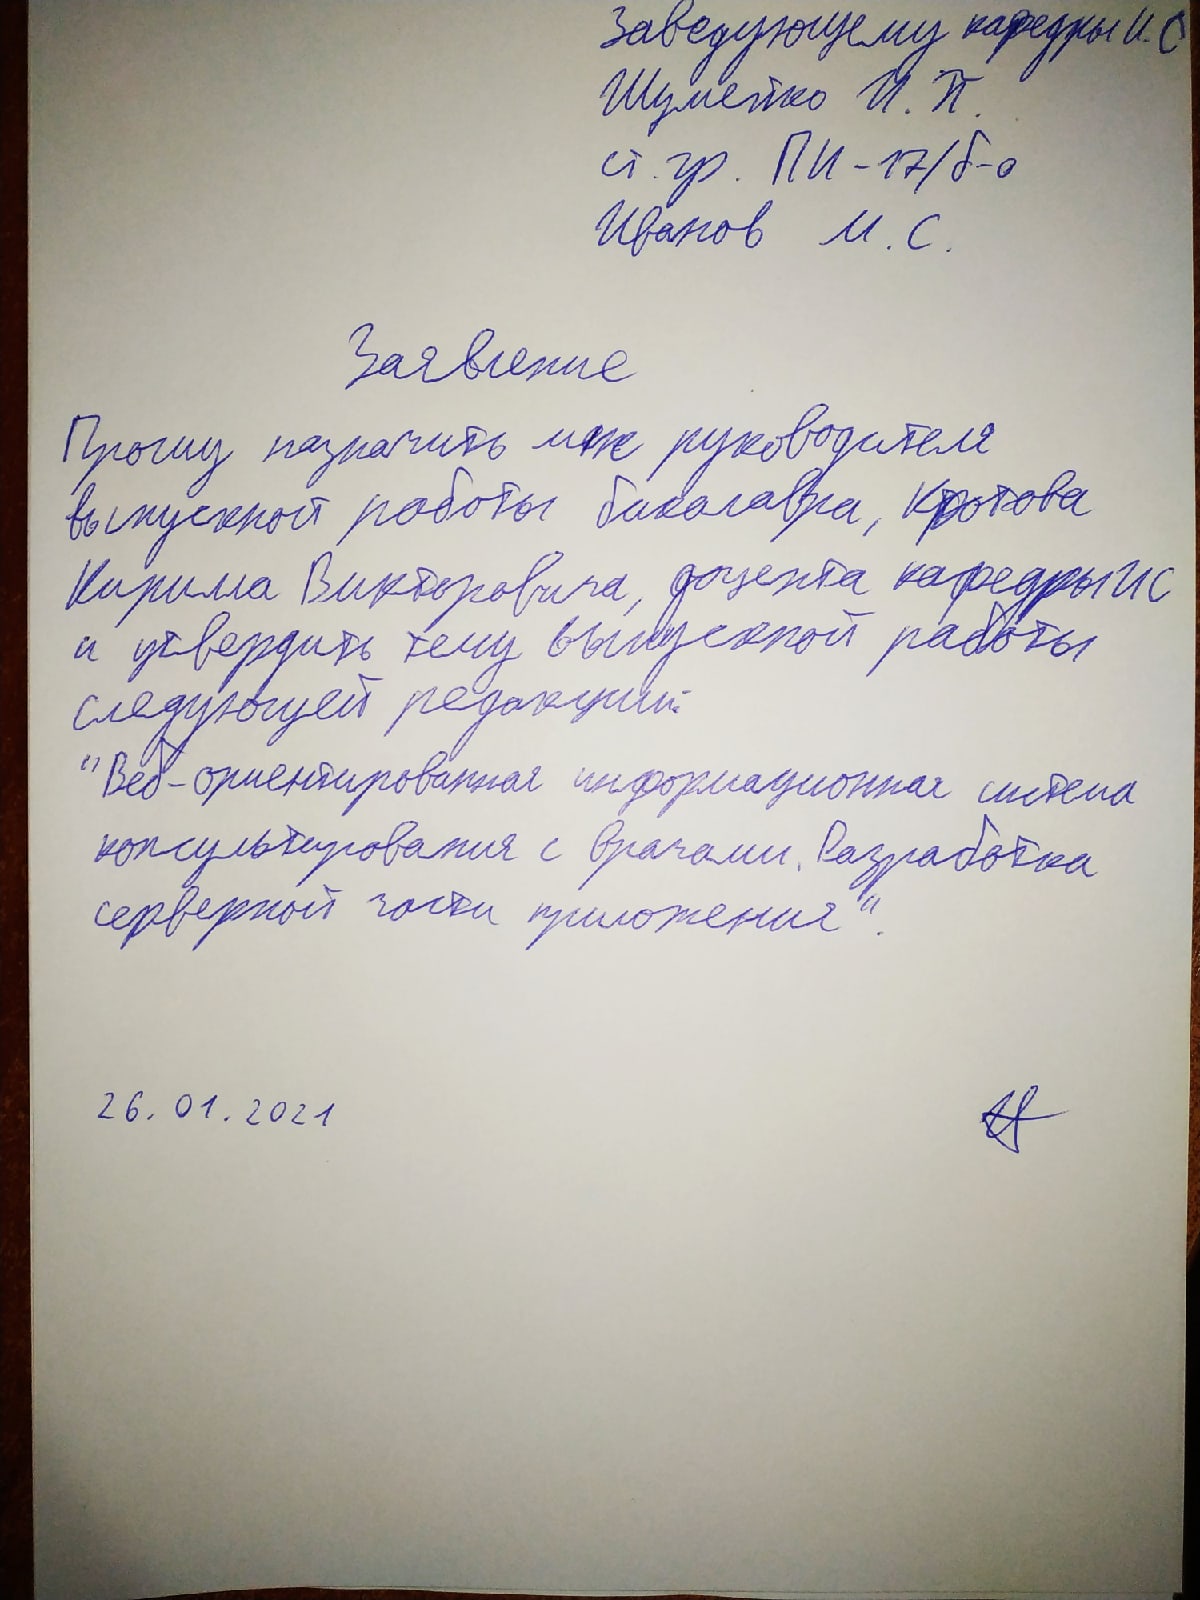 Заведующему кафедры И.С
Шумейко И.П.
ст. гр. ПИ-17/б-о
Иванов М.С.
Заявление
Прошу назначить мне руководителя
выпускной работы бакалавра, Кротова
Кирилла Викторовича, доцента кафедры ИС
и утвердить тему выпускной работы
следующей редакции:
"Веб-ориентированная информационная система
консультирования с врачами. Разработка
серверной части приложения".
26.01.2021